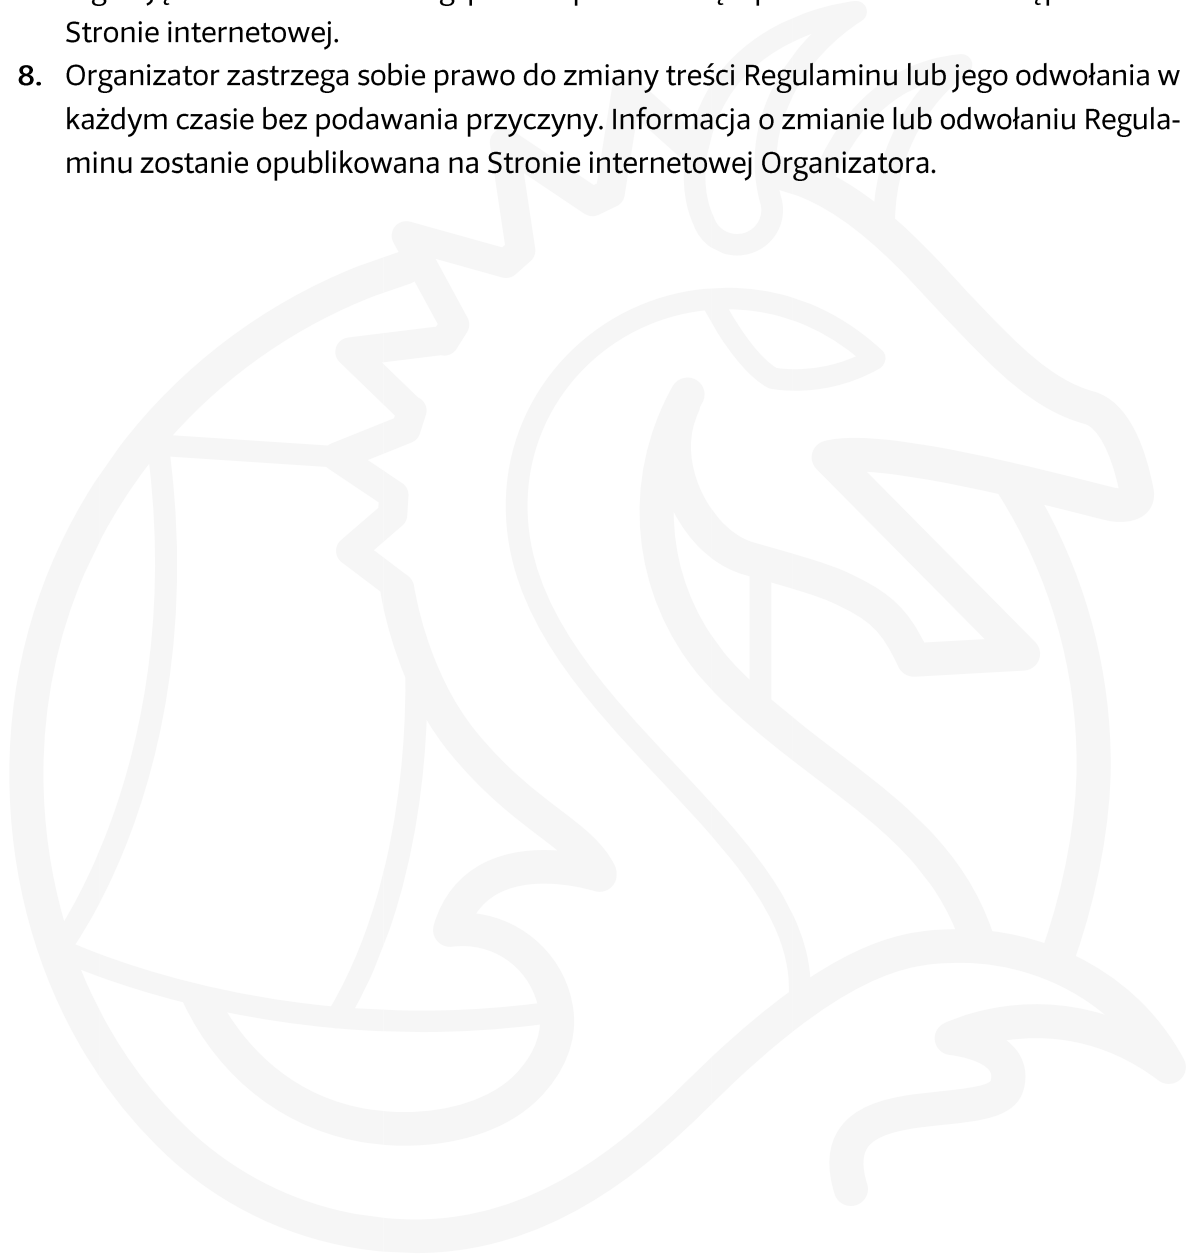 Stronie internetowej.
8. Organizator zastrzega sobie prawo do zmiany treści Regulaminu lub jego odwołania w
każdym czasie bez podawania przyczyny. Informacja o zmianie lub odwołaniu Regula-
minu zostanie opublikowana na Stronie internetowej Organizatora.